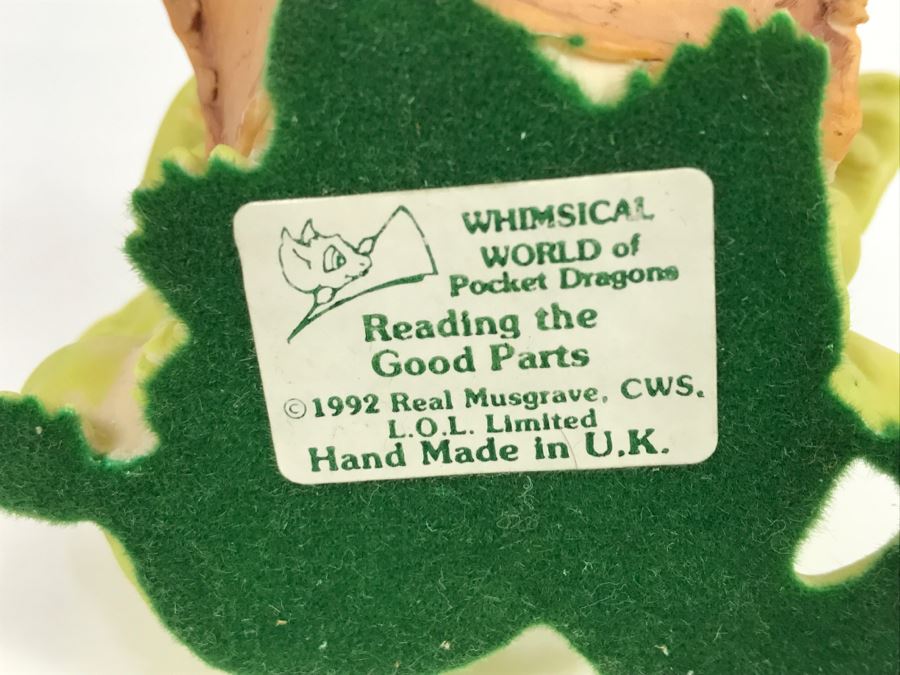 WHIMSICAL
WORLD of
Pocket Dragons
Reading the
Good Parts
©1992 Real Musgrave, CWS.
L.O.L. Limited
Hand Made in U.K.